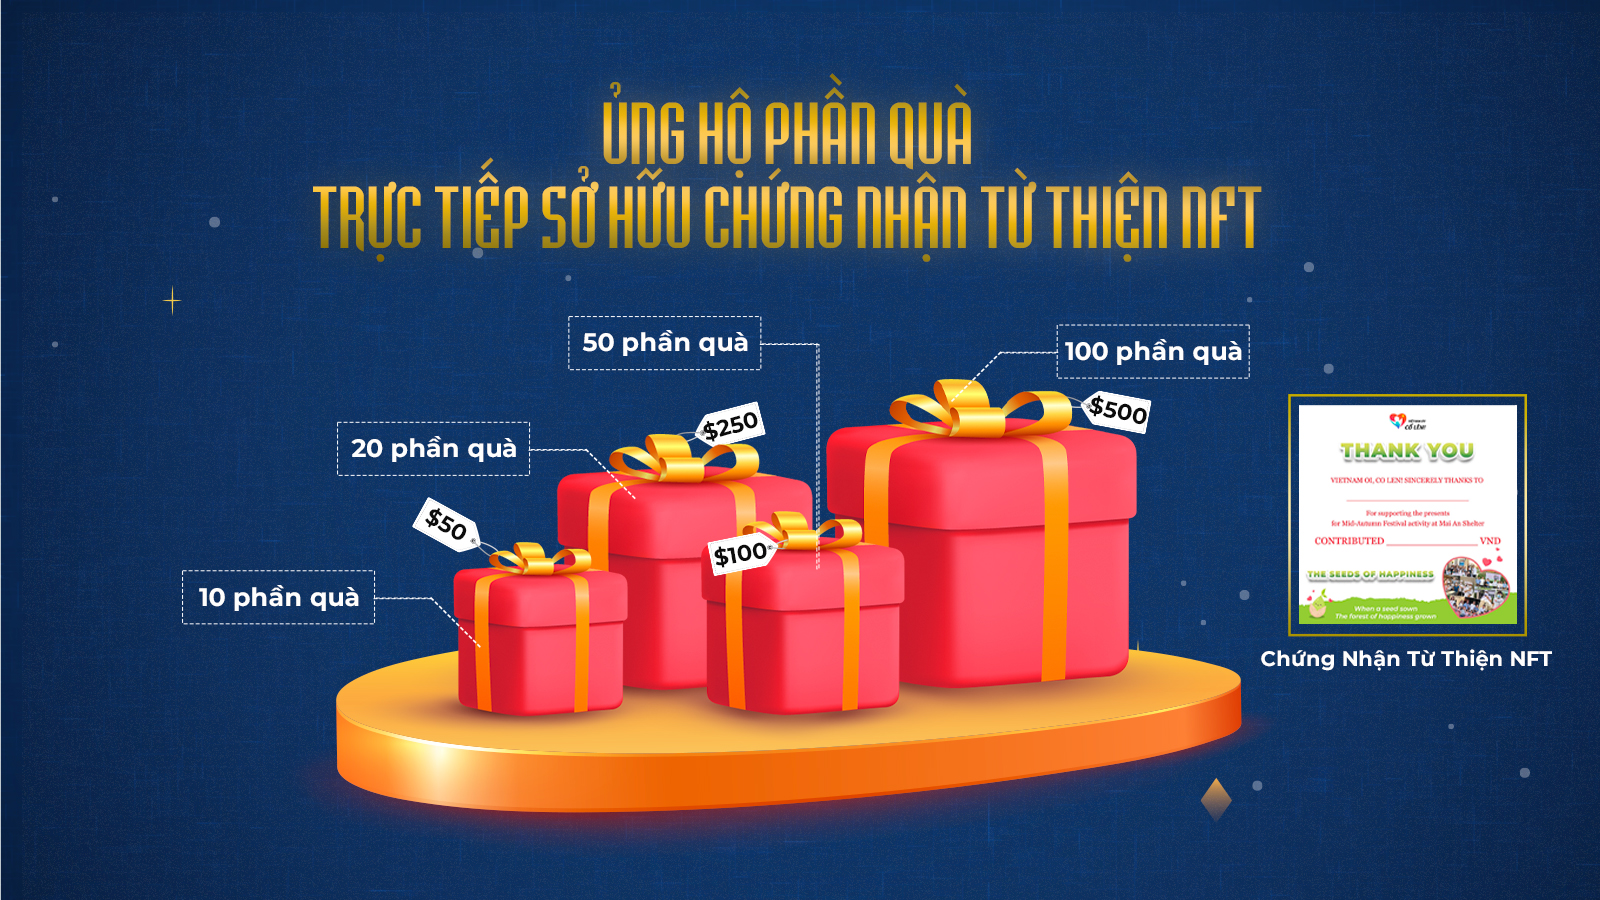 ỦNG HỘ PHẦN QUÀ
TRỰC TIẾP SỞ HỮU CHỨNG NHẬN TỪ THIỆN NFT
50 phần quà
100 phần quà
$500
$250
20 phần quà
$50
$100
10 phần quà
cố lên!
THANK YOU
VIETNAM OI, CO LEN! SINCERELY THANKS TO
For supporting the presents
for Mid-Autumn Festival activity at Mai An Shelter
CONTRIBUTED VND
THE SEEDS OF HAPPINESS
When a seed sown
The forest of happiness grown
Chứng Nhận Từ Thiện NFT